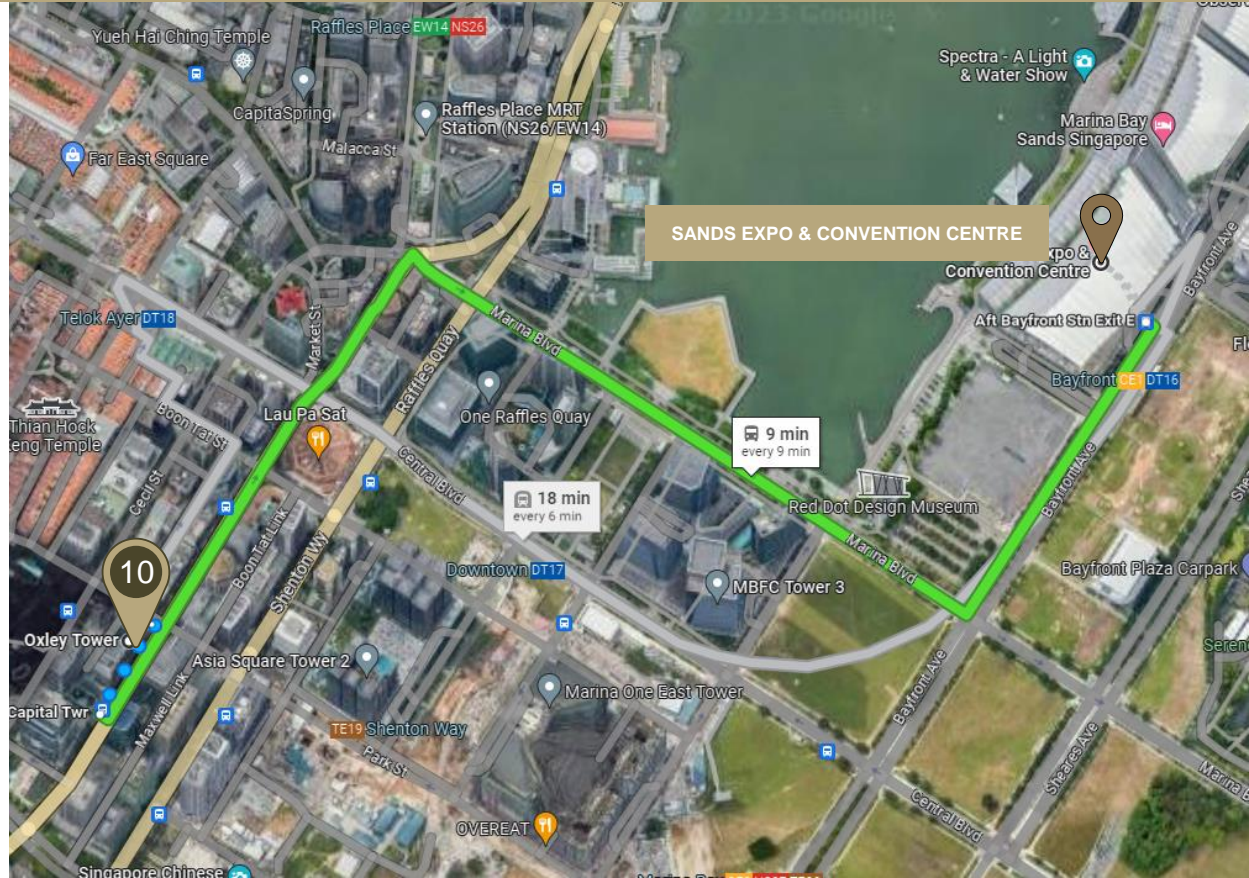 Yueh Hai Ching Temple
Raffles Place EW14 NS26
Spectra - A Light
& Water Show
CapitaSpring
Raffles Place MRT
Station (NS26/EW14)
Marina Bay
Sands Singapore
Malacca St
Far East Square
SANDS EXPO & CONVENTION CENTRE
xpo &
Convention Centre
Bayfront Ave
Telok Ayer DT18
Market St
Marina Blvd
Aft Bayfront Stn Exit E
Raffles Quay
Bayfront CE1 DT16
One Raffles Quay
Lau Pa Sat
Thian Hock
Keng Temple
Boon Tat St
Cecil St
Central Blvd
9 min
every 9 min
18 min
every 6 min
Red Dot Design Museum
Bayfront Ave
Boon Tat Link
Shenton Wy
Marina Blvd
Downtown DT17
MBFC Tower 3
Bayfront Plaza Carpark
10
Oxley Tower
Asia Square Tower 2
Marina One East Tower
Bayfront Ave
Capital Twr
Maxwell Link
TE19 Shenton Way
Park St
Sheares Ave
OVEREAT
Central Blvd
Singapore Chinese